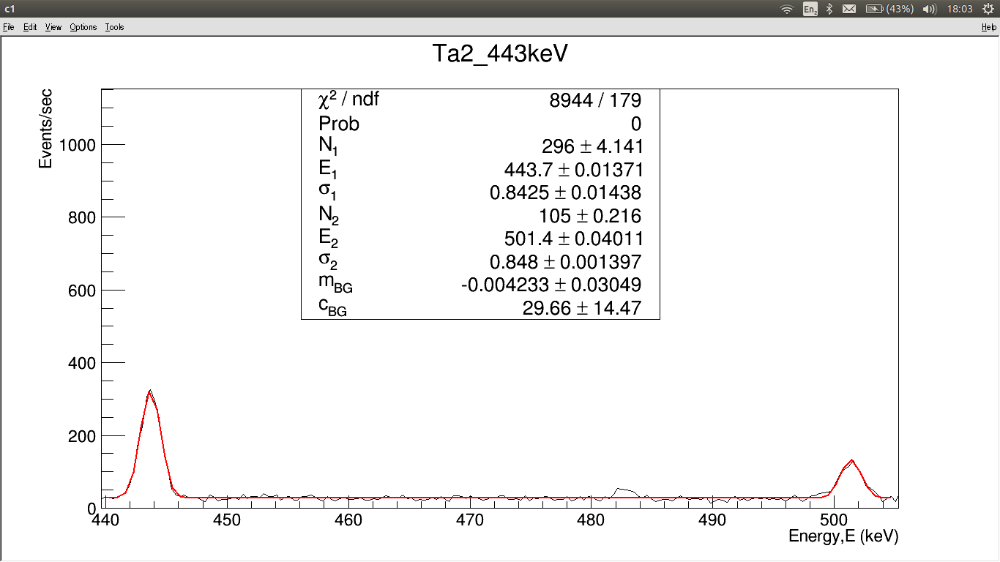 c1 En2 (43%) 18:03
File Edit View Options Tools Help
Ta2_443keV
Events/sec
χ² / ndf 8944 / 179
Prob 0
N₁ 296 ± 4.141
E₁ 443.7 ± 0.01371
σ₁ 0.8425 ± 0.01438
N₂ 105 ± 0.216
E₂ 501.4 ± 0.04011
σ₂ 0.848 ± 0.001397
m_BG -0.004233 ± 0.03049
c_BG 29.66 ± 14.47
1000
800
600
400
200
0
440 450 460 470 480 490 500
Energy,E (keV)